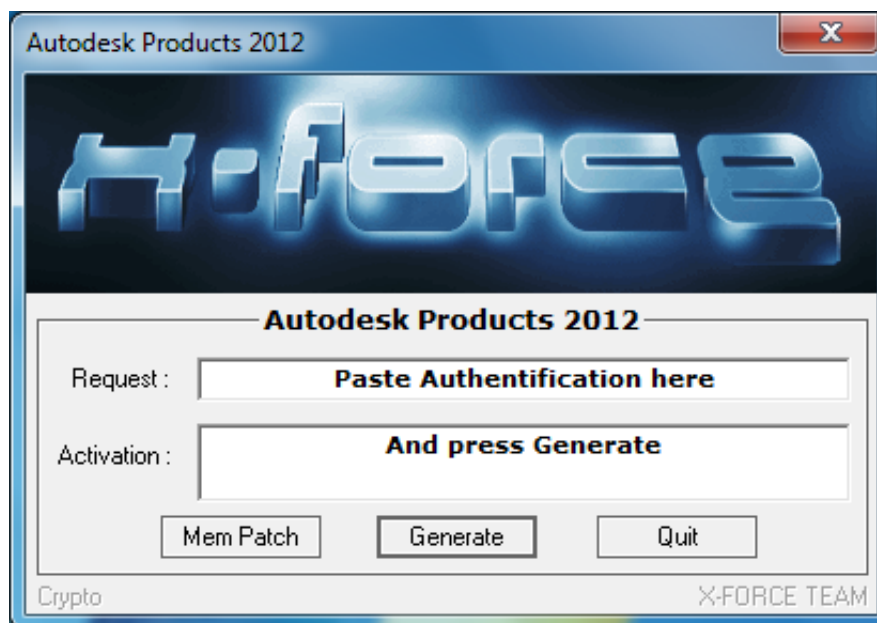 Autodesk Products 2012
x-force
Autodesk Products 2012
Request : Paste Authentification here
Activation : And press Generate
Mem Patch Generate Quit
Crypto X-FORCE TEAM